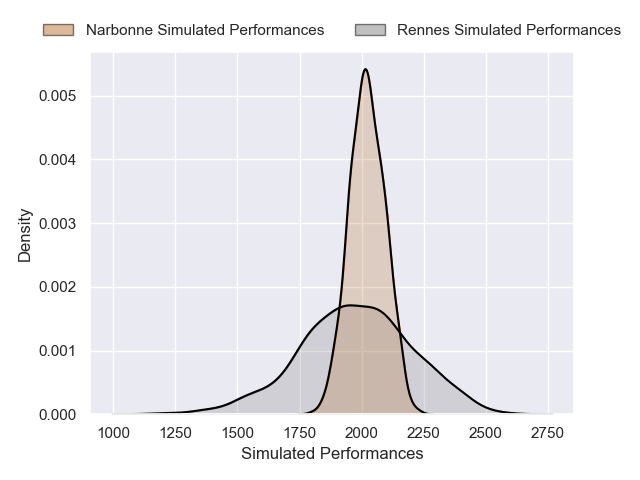 Narbonne Simulated Performances Rennes Simulated Performances
0.005
0.004
0.003
0.002
0.001
0.000
Density
1000 1250 1500 1750 2000 2250 2500 2750
Simulated Performances